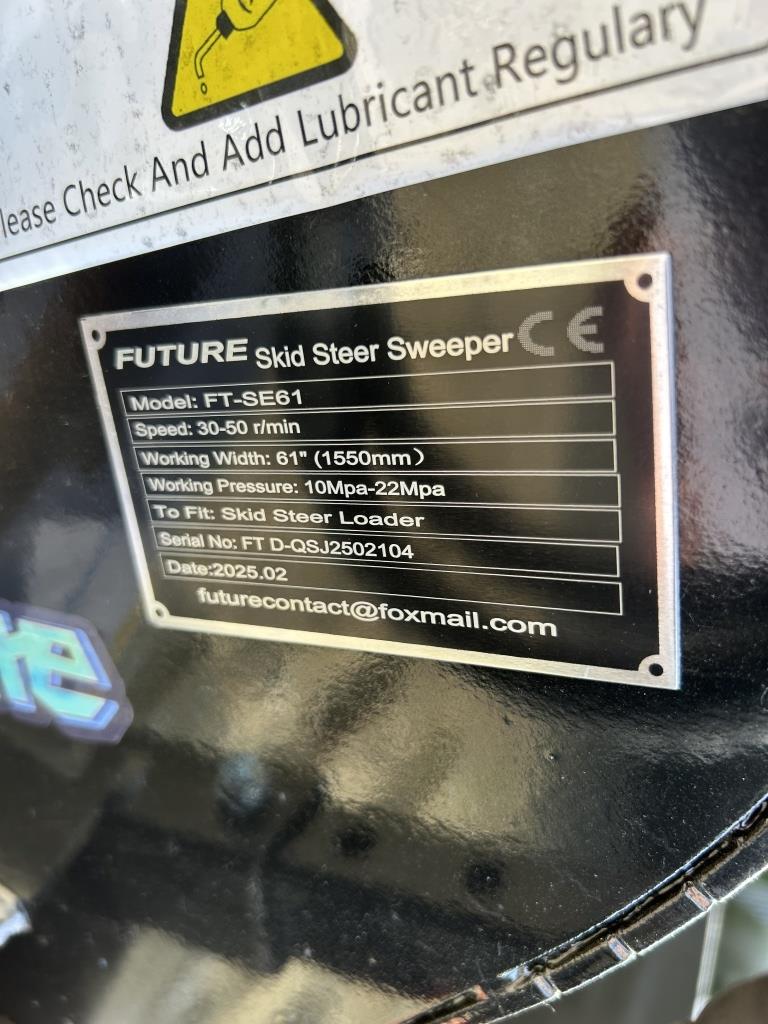 lease Check And Add Lubricant Regulary
FUTURE Skid Steer Sweeper CE
Model: FT-SE61
Speed: 30-50 r/min
Working Width: 61" (1550mm）
Working Pressure: 10Mpa-22Mpa
To Fit: Skid Steer Loader
Serial No: FT D-QSJ2502104
Date:2025.02
futurecontact@foxmail.com